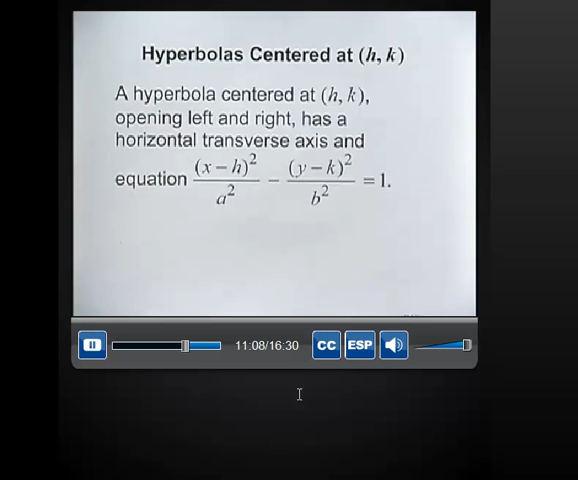 Hyperbolas Centered at (h, k)
A hyperbola centered at (h, k),
opening left and right, has a
horizontal transverse axis and
equation (x – h)²/a² – (y – k)²/b² = 1.
11:08/16:30 CC ESP